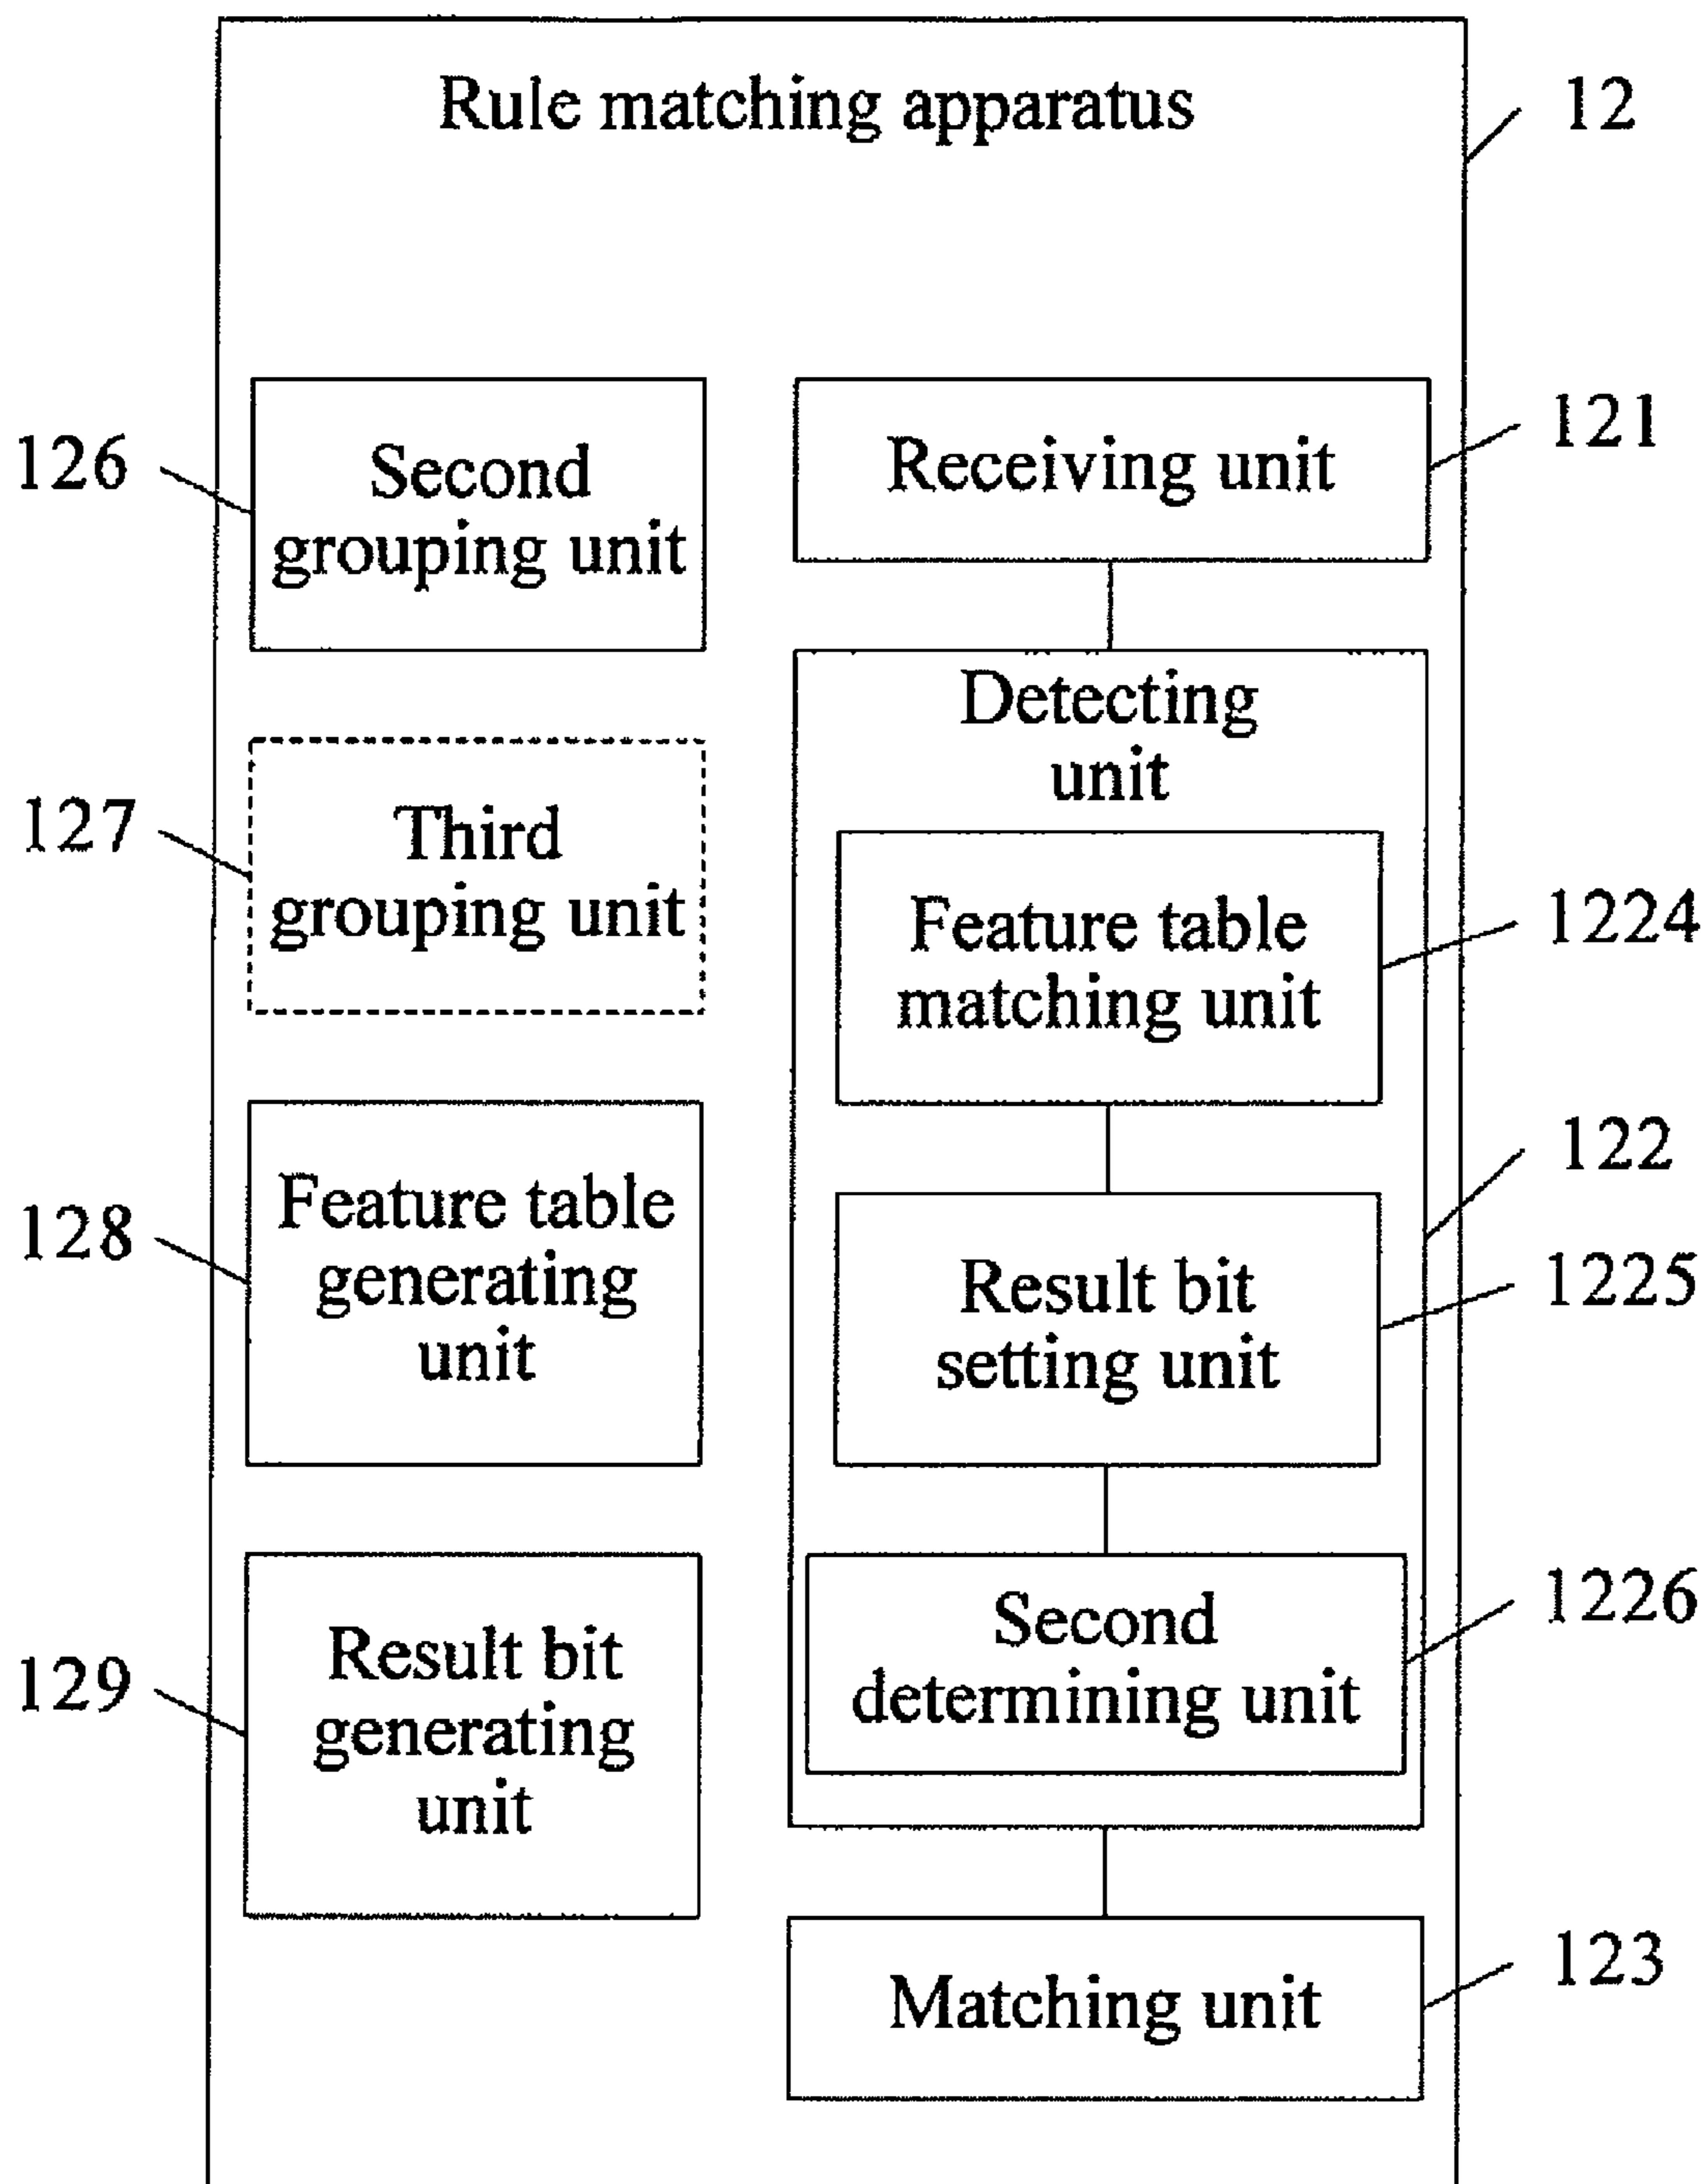 Rule matching apparatus
12
126
Second
grouping unit
Receiving unit
121
127
Third
grouping unit
Detecting
unit
Feature table
matching unit
1224
122
128
Feature table
generating
unit
Result bit
setting unit
1225
129
Result bit
generating
unit
Second
determining unit
1226
Matching unit
123